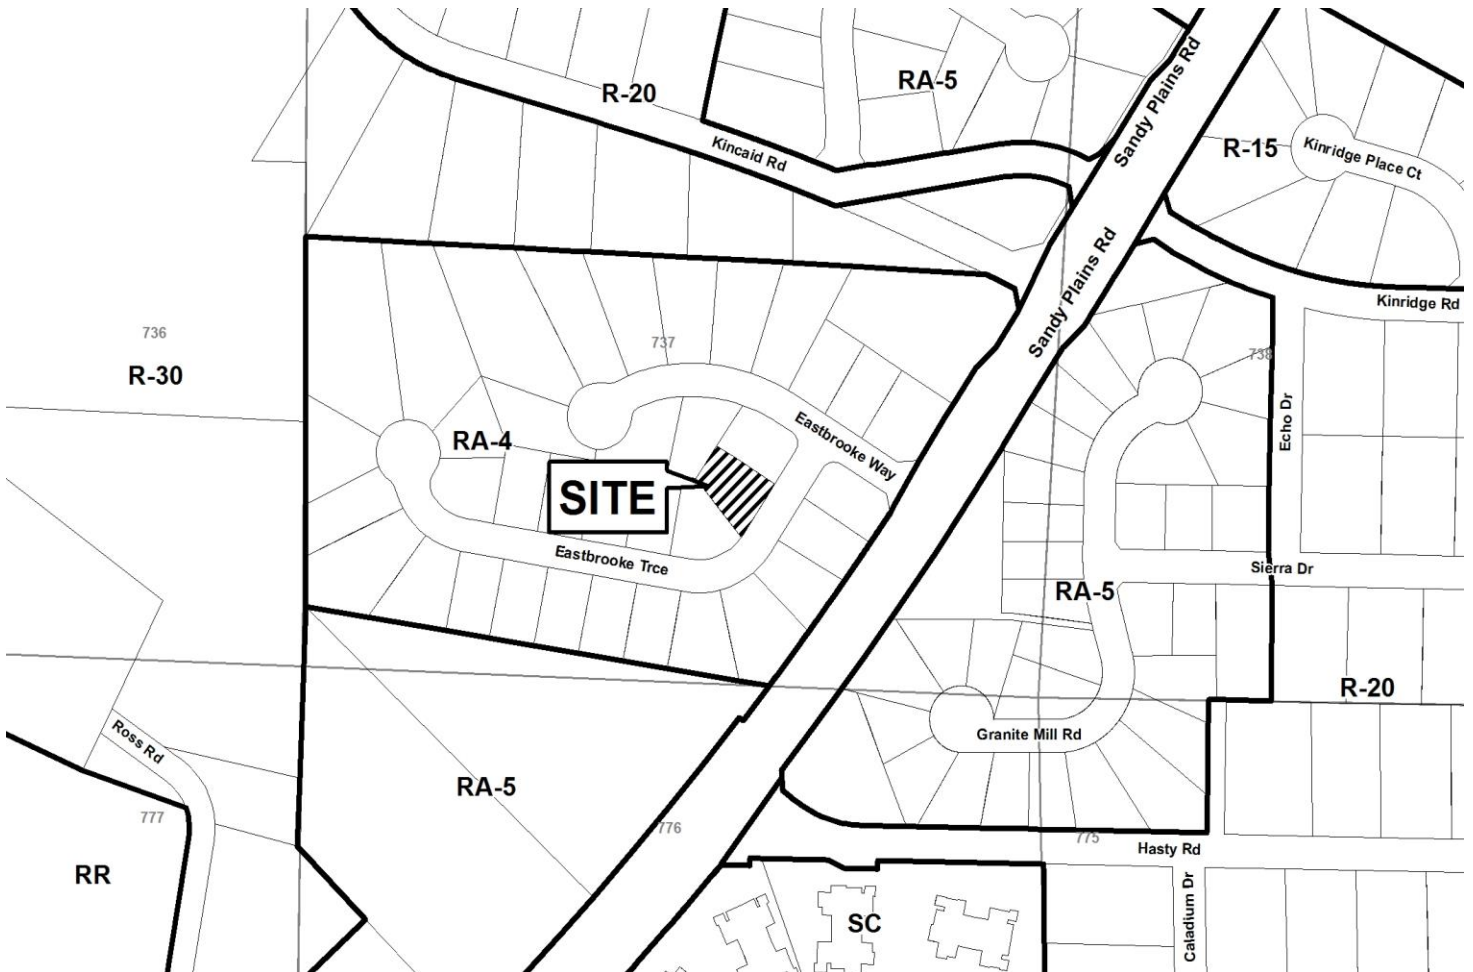 Sandy Plains Rd
RA-5
R-20
R-15
Kincaid Rd
Kinridge Place Ct
Sandy Plains Rd
Kinridge Rd
736
737
738
R-30
Echo Dr
RA-4
Eastbrooke Way
SITE
Eastbrooke Trce
Sierra Dr
RA-5
R-20
Ross Rd
Granite Mill Rd
RA-5
777
776
775
Hasty Rd
RR
Caladium Dr
SC